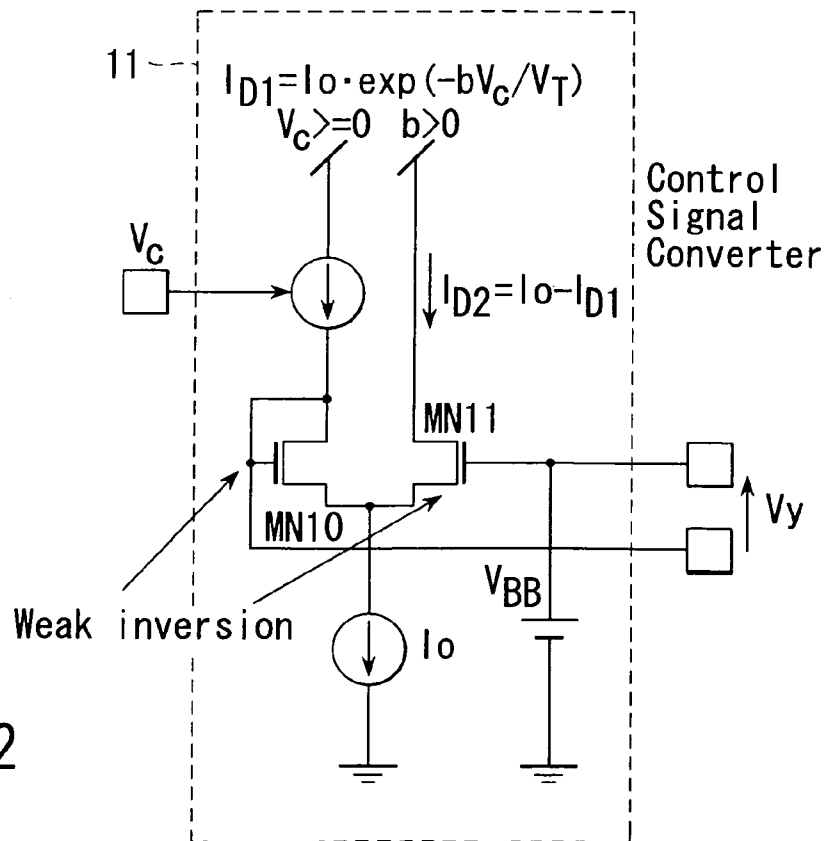 11
I_D1=Io·exp(-bV_c/V_T)
V_c>=0 b>0
Control
Signal
Converter
V_c
I_D2=Io-I_D1
MN11
MN10
Vy
V_BB
Weak inversion
Io
2